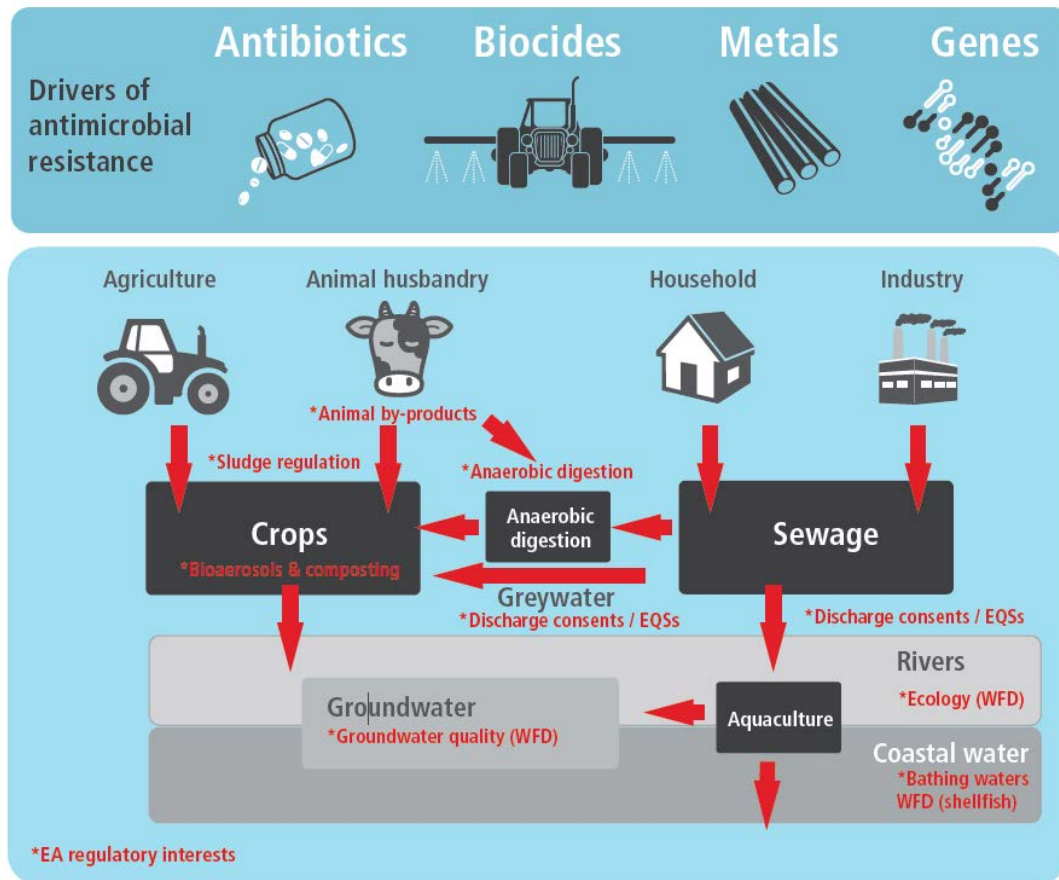 Antibiotics
Biocides
Metals
Genes
Drivers of
antimicrobial
resistance
Agriculture
Animal husbandry
Household
Industry
*Animal by-products
*Sludge regulation
*Anaerobic digestion
Crops
*Bioaerosols & composting
Anaerobic
digestion
Sewage
Greywater
*Discharge consents / EQSs
*Discharge consents / EQSs
Rivers
*Ecology (WFD)
Groundwater
*Groundwater quality (WFD)
Aquaculture
Coastal water
*Bathing waters
WFD (shellfish)
*EA regulatory interests